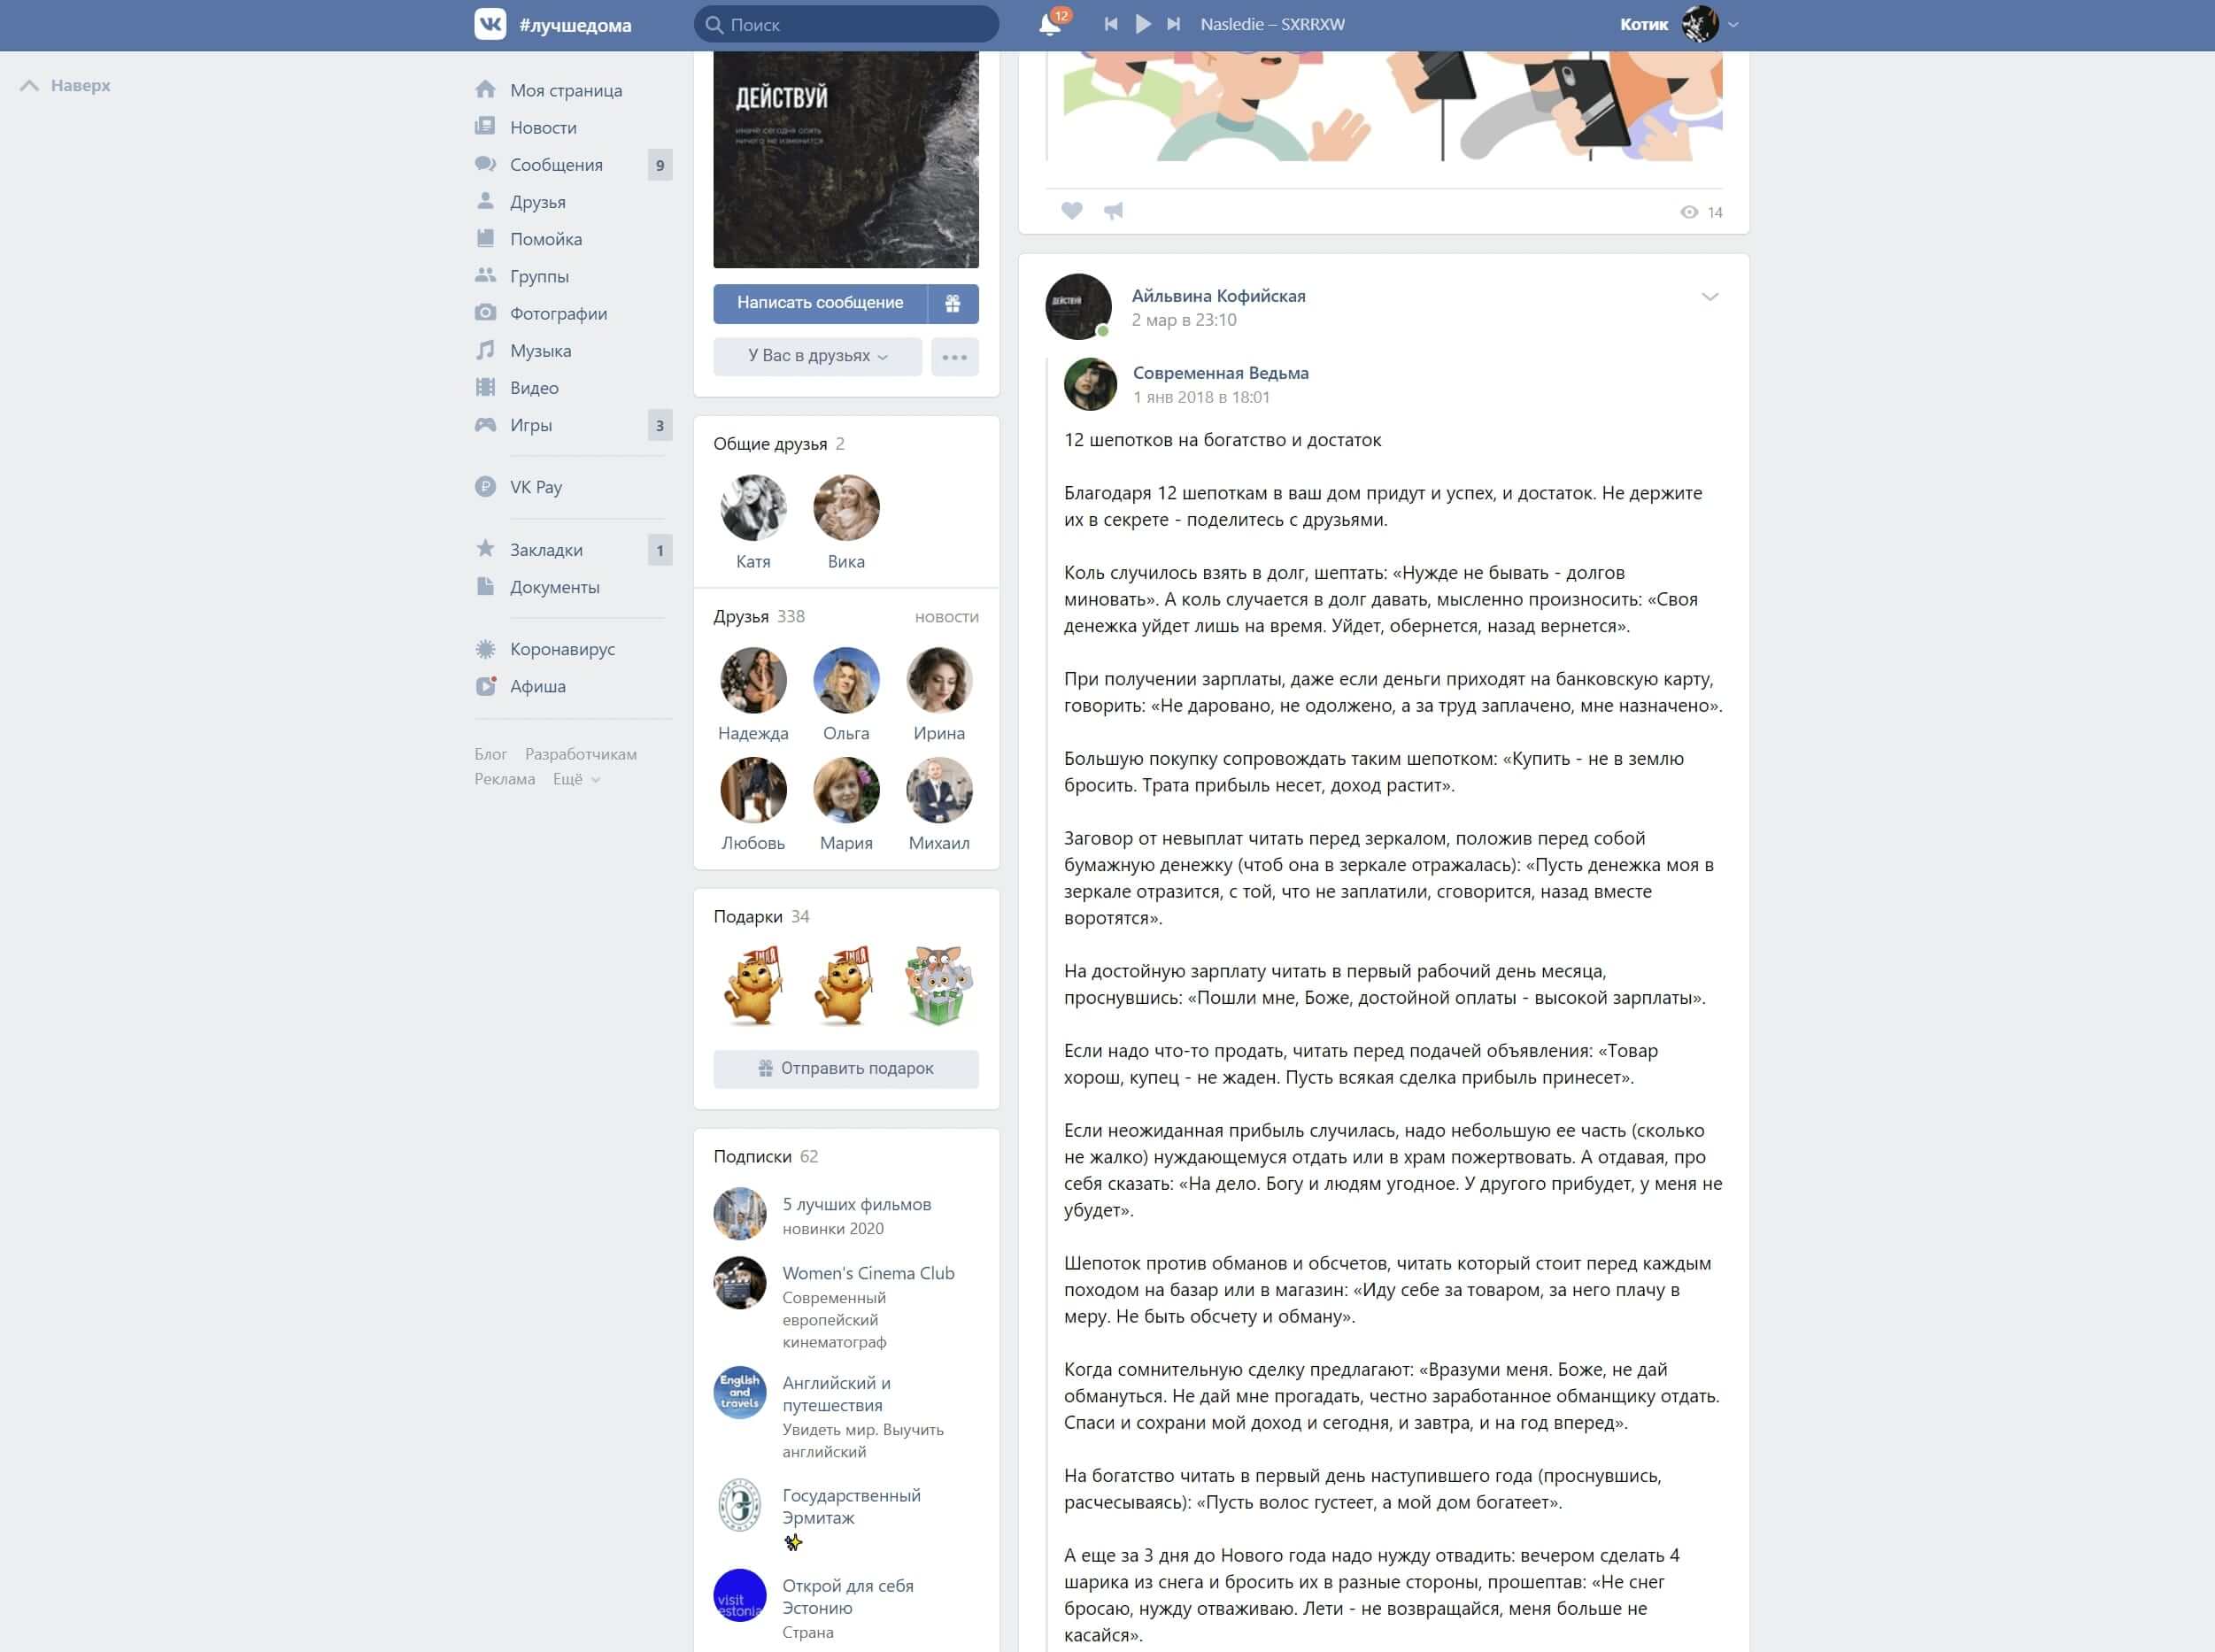 #лучшедома
Поиск
12
Nasledie – SXRRXW
Котик
Наверх
Моя страница
Новости
Сообщения 9
Друзья
Помойка
Группы
Фотографии
Музыка
Видео
Игры 3
VK Pay
Закладки 1
Документы
Коронавирус
Афиша
Блог Разработчикам
Реклама Ещё
ДЕЙСТВУЙ
иначе сегодня опять
ничего не изменится
Написать сообщение
У Вас в друзьях
Общие друзья 2
Катя Вика
Друзья 338 новости
Надежда Ольга Ирина
Любовь Мария Михаил
Подарки 34
Отправить подарок
Подписки 62
5 лучших фильмов
новинки 2020
Women's Cinema Club
Современный
европейский
кинематограф
English
and
travels
Английский и
путешествия
Увидеть мир. Выучить
английский
Государственный
Эрмитаж
visit
estonia
Открой для себя
Эстонию
Страна
14
Айльвина Кофийская
2 мар в 23:10
Современная Ведьма
1 янв 2018 в 18:01
12 шепотков на богатство и достаток
Благодаря 12 шепоткам в ваш дом придут и успех, и достаток. Не держите
их в секрете - поделитесь с друзьями.
Коль случилось взять в долг, шептать: «Нужде не бывать - долгов
миновать». А коль случается в долг давать, мысленно произносить: «Своя
денежка уйдет лишь на время. Уйдет, обернется, назад вернется».
При получении зарплаты, даже если деньги приходят на банковскую карту,
говорить: «Не даровано, не одолжено, а за труд заплачено, мне назначено».
Большую покупку сопровождать таким шепотком: «Купить - не в землю
бросить. Трата прибыль несет, доход растит».
Заговор от невыплат читать перед зеркалом, положив перед собой
бумажную денежку (чтоб она в зеркале отражалась): «Пусть денежка моя в
зеркале отразится, с той, что не заплатили, сговорится, назад вместе
воротятся».
На достойную зарплату читать в первый рабочий день месяца,
проснувшись: «Пошли мне, Боже, достойной оплаты - высокой зарплаты».
Если надо что-то продать, читать перед подачей объявления: «Товар
хорош, купец - не жаден. Пусть всякая сделка прибыль принесет».
Если неожиданная прибыль случилась, надо небольшую ее часть (сколько
не жалко) нуждающемуся отдать или в храм пожертвовать. А отдавая, про
себя сказать: «На дело. Богу и людям угодное. У другого прибудет, у меня не
убудет».
Шепоток против обманов и обсчетов, читать который стоит перед каждым
походом на базар или в магазин: «Иду себе за товаром, за него плачу в
меру. Не быть обсчету и обману».
Когда сомнительную сделку предлагают: «Вразуми меня. Боже, не дай
обмануться. Не дай мне прогадать, честно заработанное обманщику отдать.
Спаси и сохрани мой доход и сегодня, и завтра, и на год вперед».
На богатство читать в первый день наступившего года (проснувшись,
расчесываясь): «Пусть волос густеет, а мой дом богатеет».
А еще за 3 дня до Нового года надо нужду отвадить: вечером сделать 4
шарика из снега и бросить их в разные стороны, прошептав: «Не снег
бросаю, нужду отваживаю. Лети - не возвращайся, меня больше не
касайся».